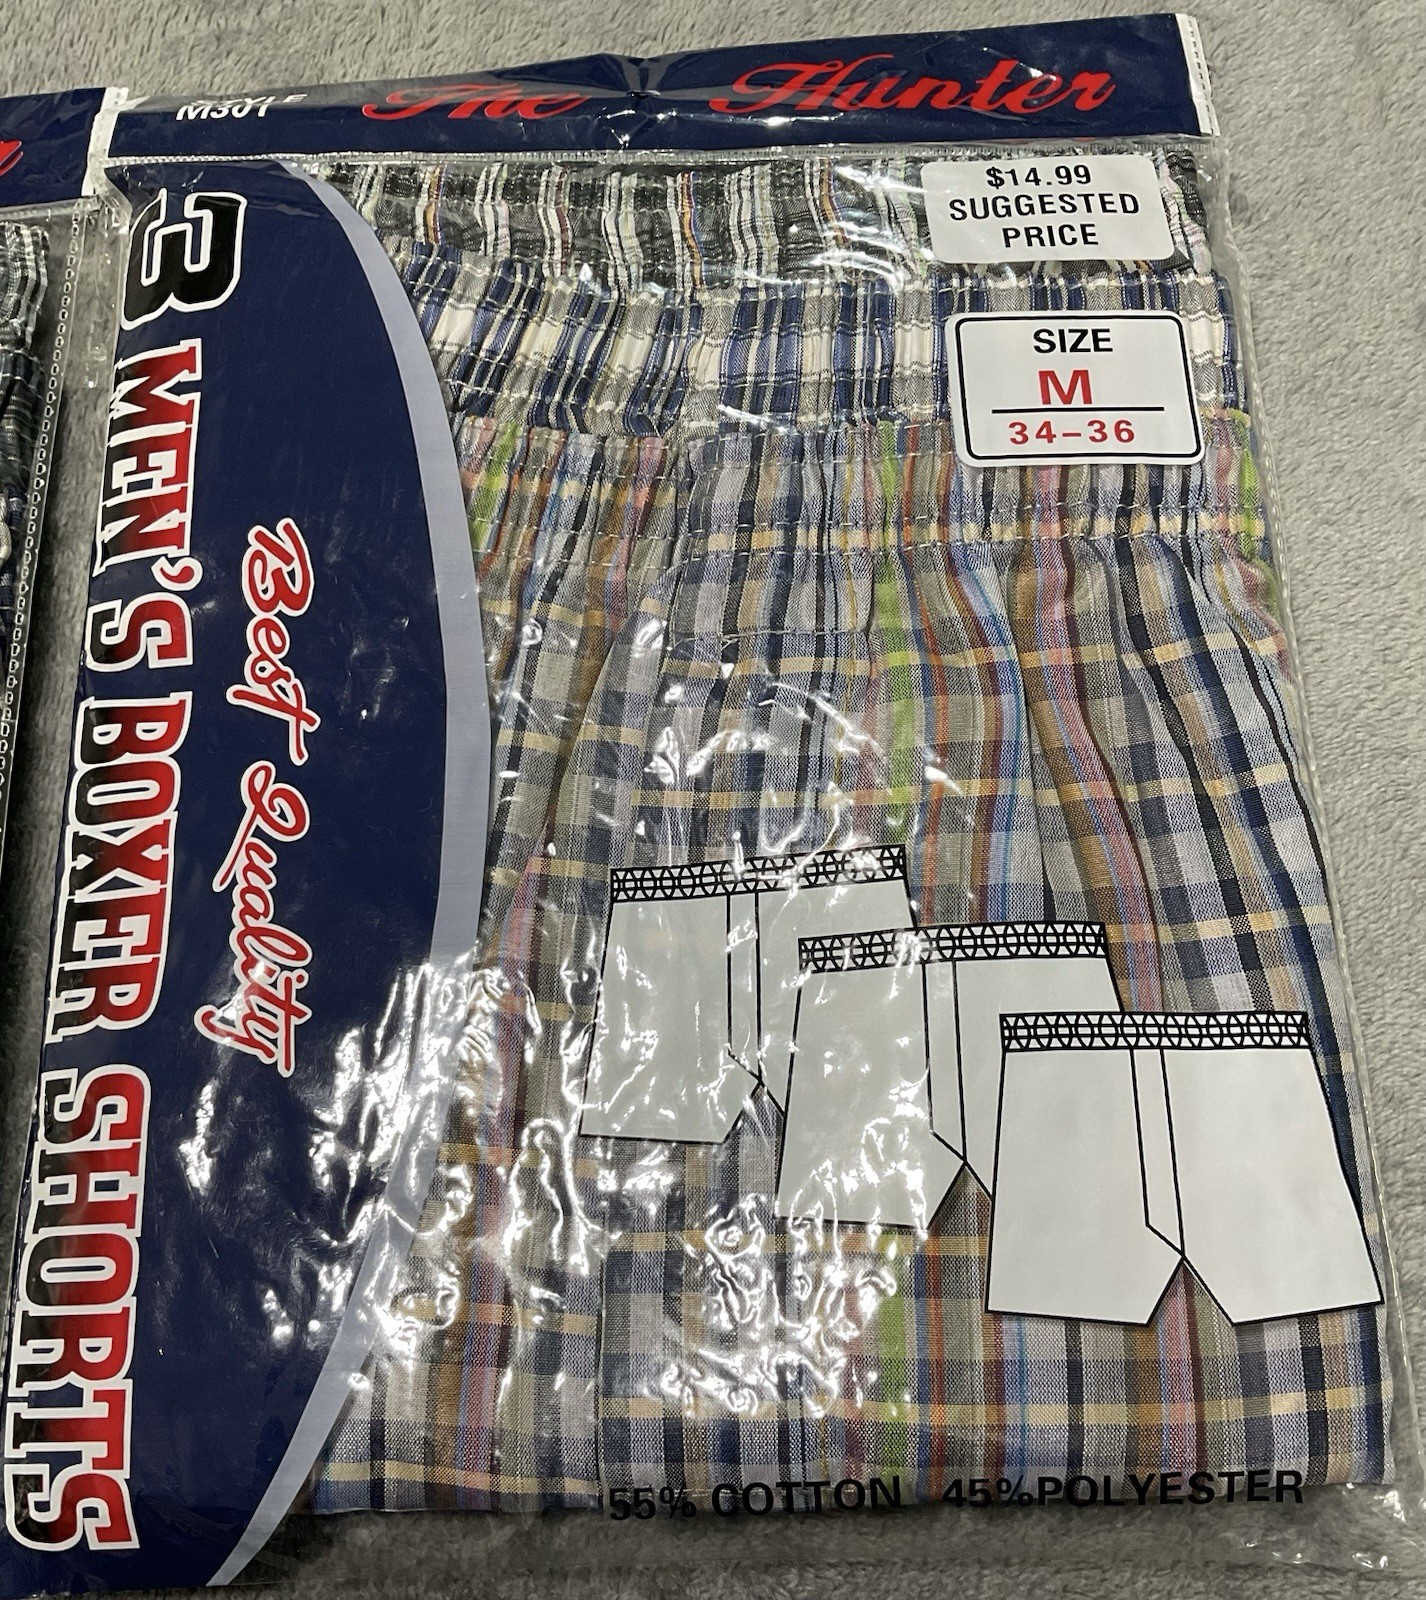 STYLE
M301
The Hunter
$14.99
SUGGESTED
PRICE
SIZE
M
34-36
3 MEN'S BOXER SHORTS
Best Quality
55% COTTON 45%POLYESTER